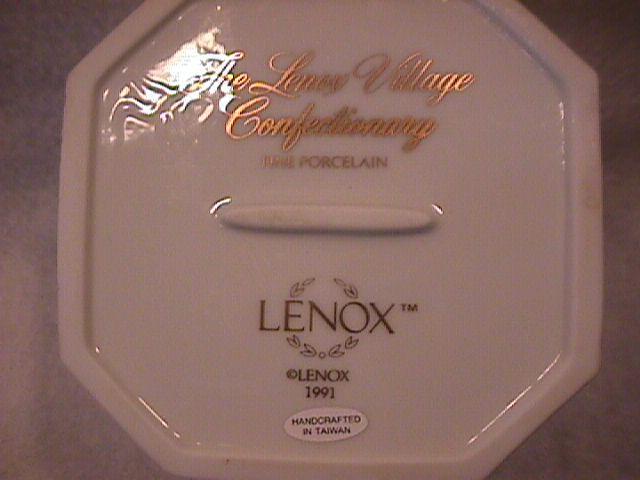 The Lenox Village
Confectionary
FINE PORCELAIN
LENOX™
©LENOX
1991
HANDCRAFTED
IN TAIWAN